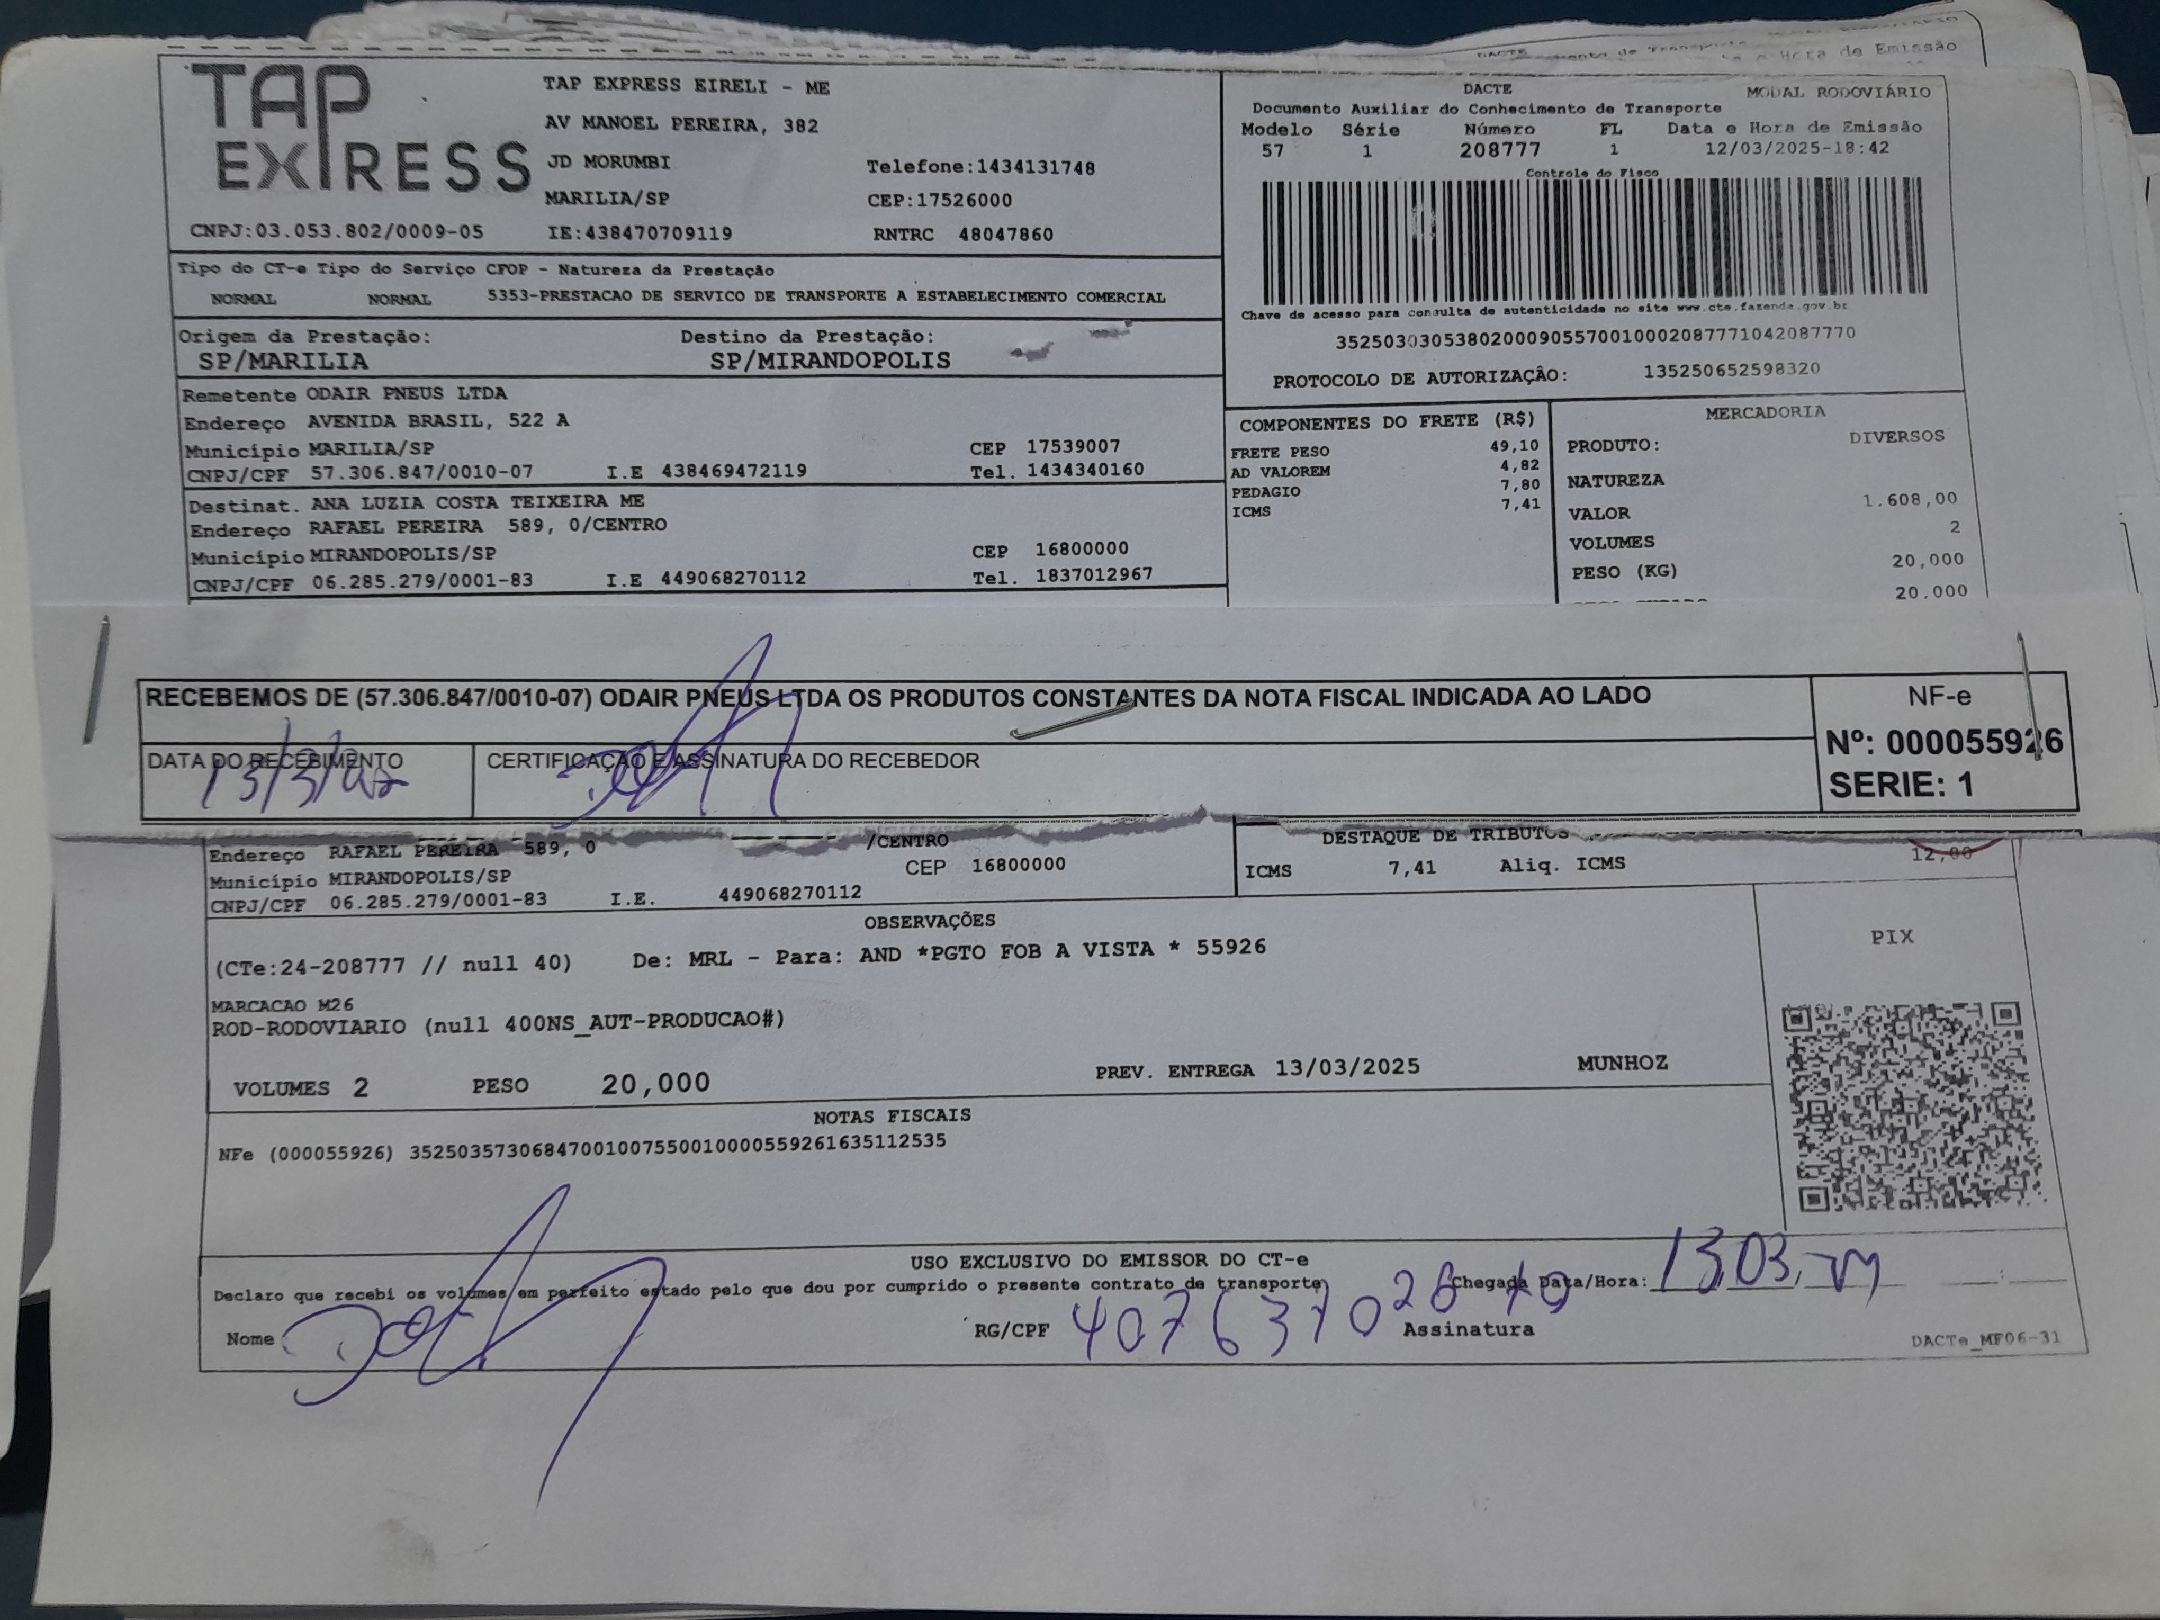 TAP EXPRESS
TAP EXPRESS EIRELI - ME
AV MANOEL PEREIRA, 382
JD MORUMBI Telefone:1434131748
MARILIA/SP CEP:17526000
CNPJ:03.053.802/0009-05 IE:438470709119 RNTRC 48047860
DACTE MODAL RODOVIÁRIO
Documento Auxiliar do Conhecimento de Transporte
Modelo Série Número FL Data e Hora de Emissão
57 1 208777 1 12/03/2025-18:42
Controle do Fisco
Chave de acesso para consulta de autenticidade no site www.cte.fazenda.gov.br
35250303053802000905570010002087771042087770
PROTOCOLO DE AUTORIZAÇÃO: 135250652598320
Tipo do CT-e Tipo do Serviço CFOP - Natureza da Prestação
NORMAL NORMAL 5353-PRESTACAO DE SERVICO DE TRANSPORTE A ESTABELECIMENTO COMERCIAL
Origem da Prestação: Destino da Prestação:
SP/MARILIA SP/MIRANDOPOLIS
Remetente ODAIR PNEUS LTDA
Endereço AVENIDA BRASIL, 522 A
Município MARILIA/SP CEP 17539007
CNPJ/CPF 57.306.847/0010-07 I.E 438469472119 Tel. 1434340160
Destinat. ANA LUZIA COSTA TEIXEIRA ME
Endereço RAFAEL PEREIRA 589, 0/CENTRO
Município MIRANDOPOLIS/SP CEP 16800000
CNPJ/CPF 06.285.279/0001-83 I.E 449068270112 Tel. 1837012967
COMPONENTES DO FRETE (R$)
FRETE PESO 49,10
AD VALOREM 4,82
PEDAGIO 7,80
ICMS 7,41
MERCADORIA
PRODUTO: DIVERSOS
NATUREZA
VALOR 1.608,00
VOLUMES 2
PESO (KG) 20,000
20.000
RECEBEMOS DE (57.306.847/0010-07) ODAIR PNEUS LTDA OS PRODUTOS CONSTANTES DA NOTA FISCAL INDICADA AO LADO
NF-e
Nº: 000055926
SERIE: 1
DATA DO RECEBIMENTO CERTIFICAÇÃO E ASSINATURA DO RECEBEDOR
13/3/
Endereço RAFAEL PEREIRA 589, 0 /CENTRO
Município MIRANDOPOLIS/SP CEP 16800000
CNPJ/CPF 06.285.279/0001-83 I.E. 449068270112
DESTAQUE DE TRIBUTOS
ICMS 7,41 Aliq. ICMS 12,00
OBSERVAÇÕES
(CTe:24-208777 // null 40) De: MRL - Para: AND *PGTO FOB A VISTA * 55926
MARCACAO M26
ROD-RODOVIARIO (null 400NS_AUT-PRODUCAO#)
VOLUMES 2 PESO 20,000 PREV. ENTREGA 13/03/2025 MUNHOZ
PIX
NOTAS FISCAIS
NFe (000055926) 35250357306847001007550010000559261635112535
USO EXCLUSIVO DO EMISSOR DO CT-e
Declaro que recebi os volumes em perfeito estado pelo que dou por cumprido o presente contrato de transporte Chegada Data/Hora: 13,03,
Nome RG/CPF 407637028 Assinatura
DACTe_MF06-31